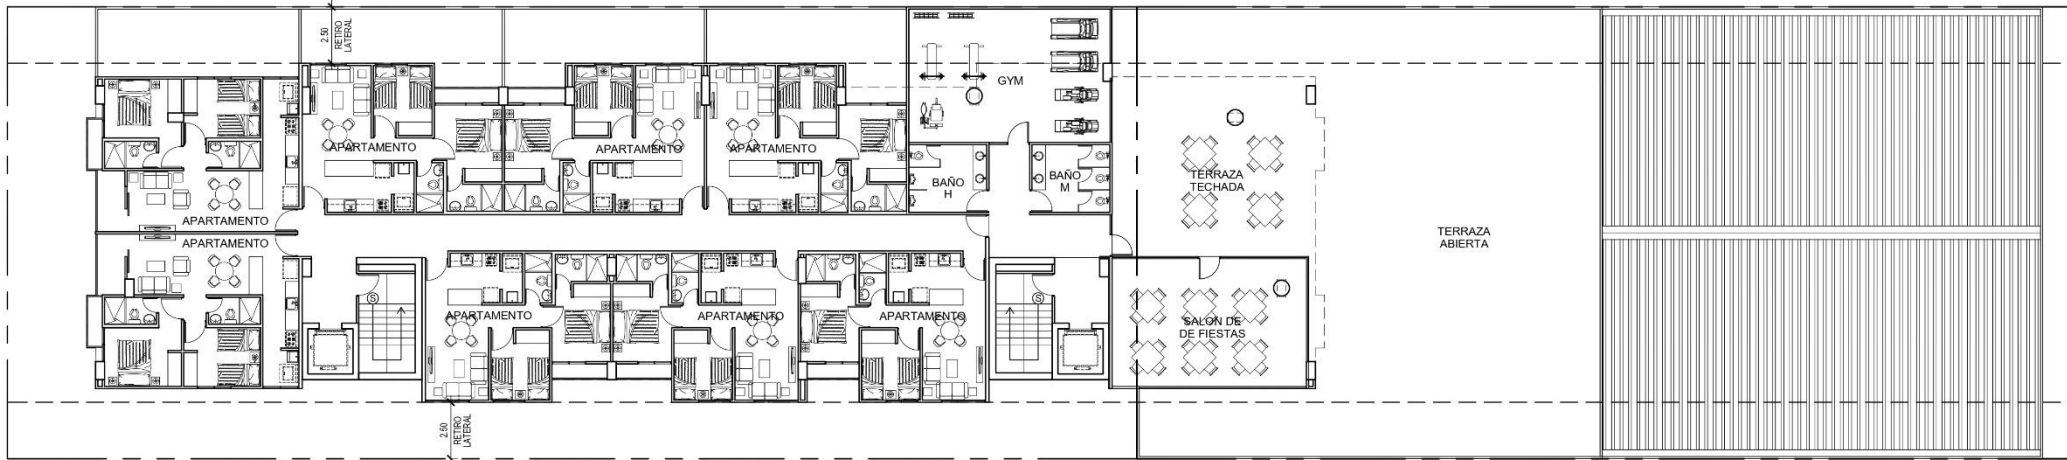 2.50
RETIRO
LATERAL
GYM
APARTAMENTO
APARTAMENTO
APARTAMENTO
BAÑO
H
BAÑO
M
TERRAZA
TECHADA
APARTAMENTO
APARTAMENTO
TERRAZA
ABIERTA
S
S
APARTAMENTO
APARTAMENTO
APARTAMENTO
SALON DE
DE FIESTAS
2.50
RETIRO
LATERAL